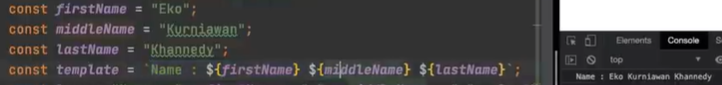 const firstName = "Eko";
const middleName = "Kurniawan";
const lastName = "Khannedy";
const template = `Name : ${firstName} ${middleName} ${lastName}`;
Elements Console
top
Name : Eko Kurniawan Khannedy